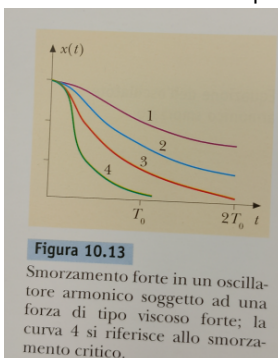 x(t)
1
2
3
4
T₀
2T₀ t
Figura 10.13
Smorzamento forte in un oscilla-
tore armonico soggetto ad una
forza di tipo viscoso forte; la
curva 4 si riferisce allo smorza-
mento critico.